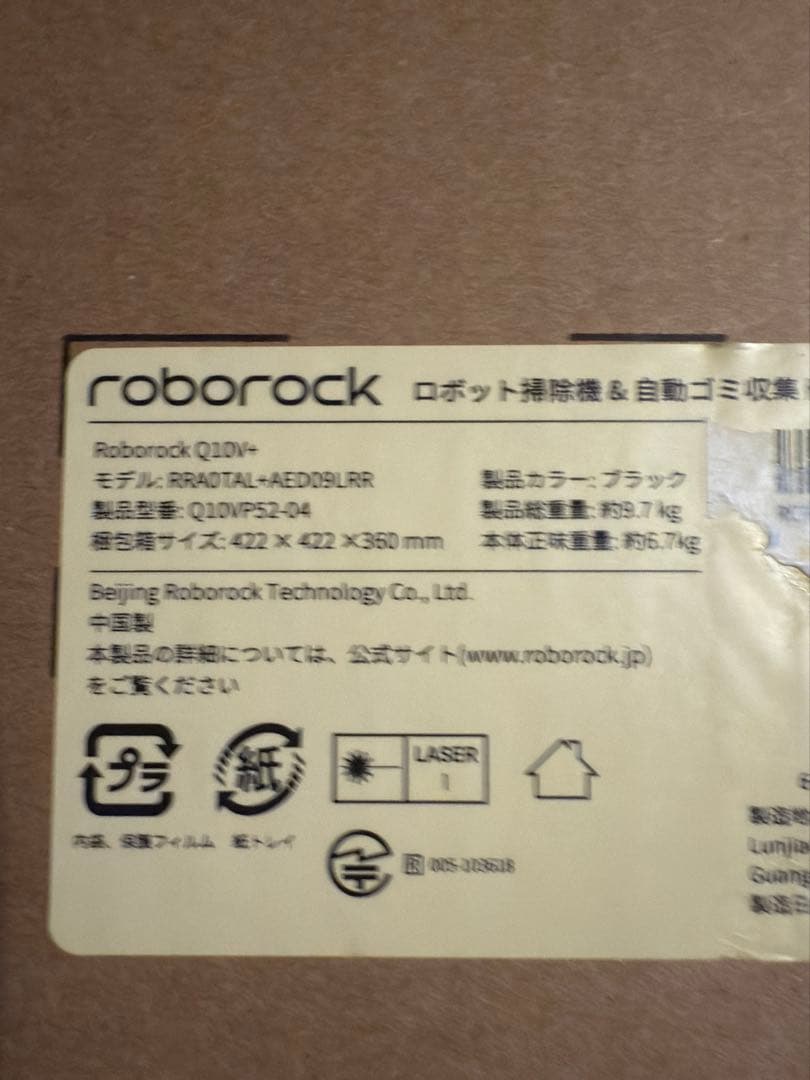 roborock ロボット掃除機 & 自動ゴミ収集
Roborock Q10V+
モデル: RRA0TAL+AED09LRR 製品カラー: ブラック
製品型番: Q10VP52-04 製品総重量: 約9.7 kg
梱包箱サイズ: 422 × 422 ×360 mm 本体正味重量: 約6.7kg
Beijing Roborock Technology Co., Ltd.
中国製
本製品の詳細については、公式サイト(www.roborock.jp)
をご覧ください
プラ 紙 LASER
1
内袋、保護フィルム 紙トレイ
R 005-103618
製造地
Lunjia
Guang
製造日